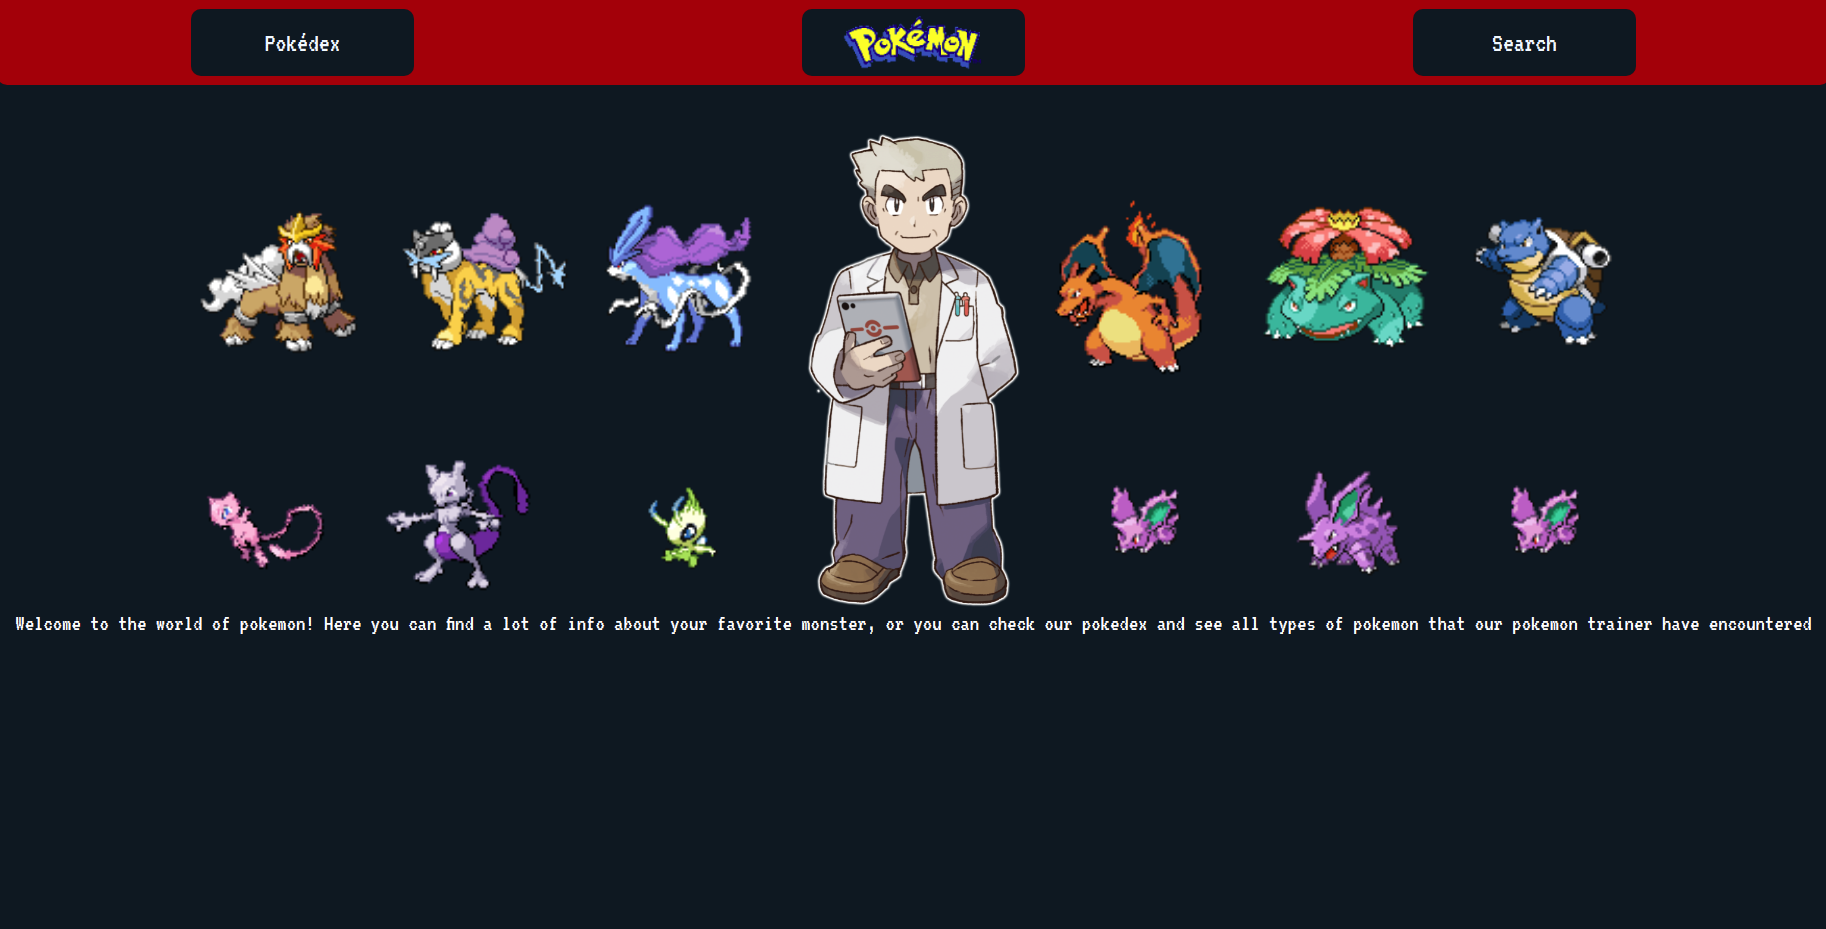 Pokédex
POKéMON
Search
Welcome to the world of pokemon! Here you can find a lot of info about your favorite monster, or you can check our pokedex and see all types of pokemon that our pokemon trainer have encountered